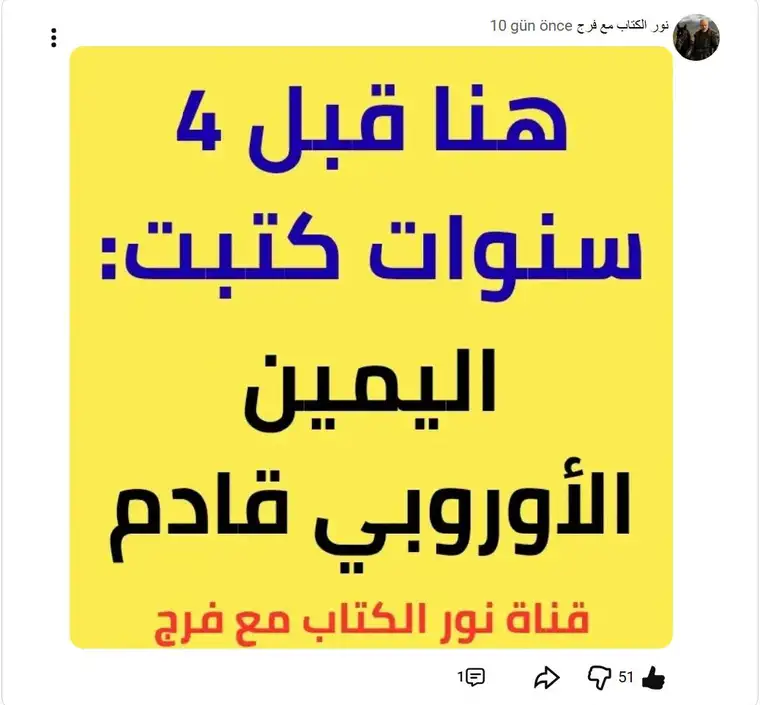 نور الكتاب مع فرج 10 gün önce
هنا قبل 4
سنوات كتبت:
اليمين
الأوروبي قادم
قناة نور الكتاب مع فرج
51
1